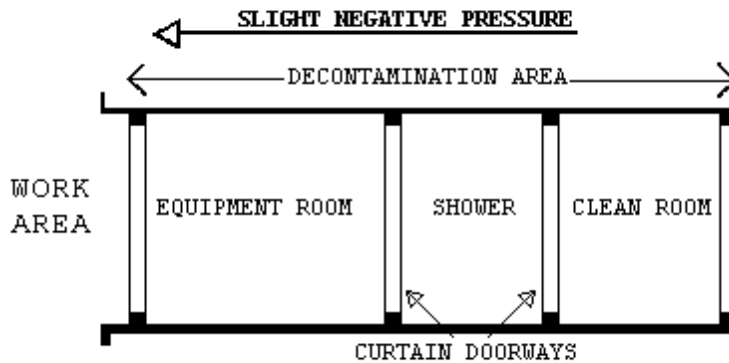 SLIGHT NEGATIVE PRESSURE
DECONTAMINATION AREA
WORK
AREA
EQUIPMENT ROOM
SHOWER
CLEAN ROOM
CURTAIN DOORWAYS